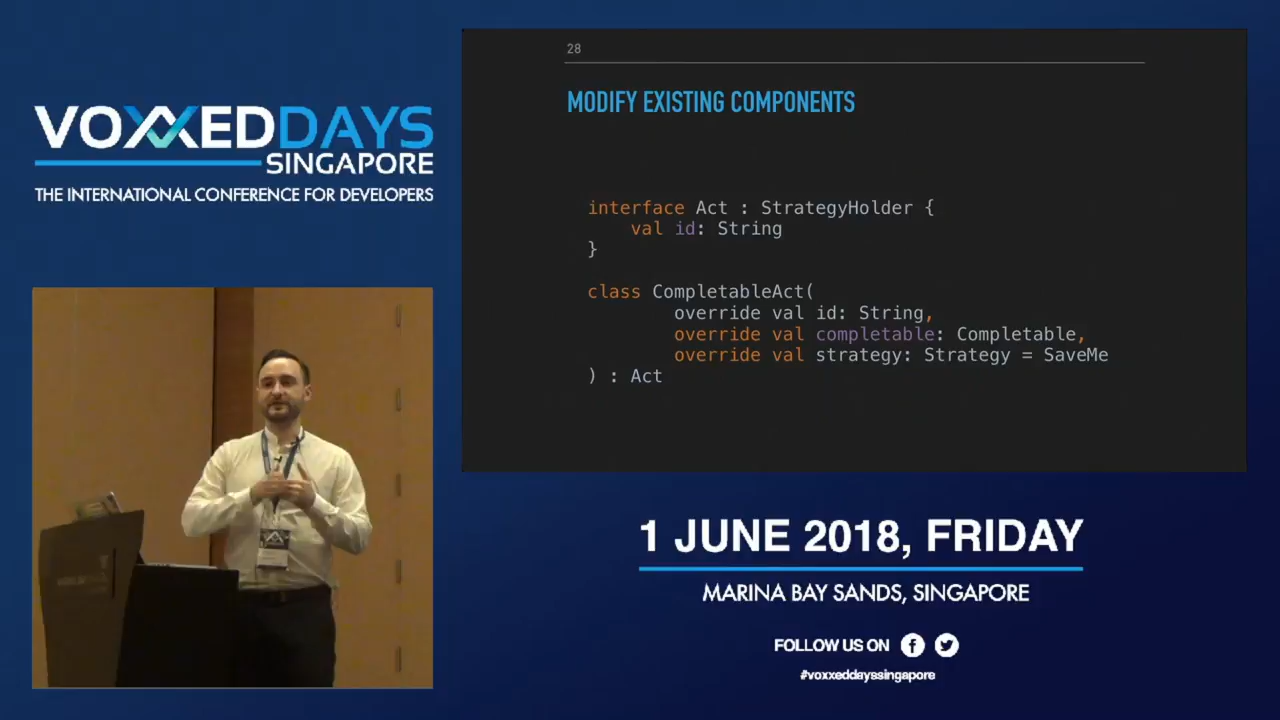 VOXXEDDAYS
SINGAPORE
THE INTERNATIONAL CONFERENCE FOR DEVELOPERS
28
MODIFY EXISTING COMPONENTS
interface Act : StrategyHolder {
    val id: String
}
class CompletableAct(
        override val id: String,
        override val completable: Completable,
        override val strategy: Strategy = SaveMe
) : Act
1 JUNE 2018, FRIDAY
MARINA BAY SANDS, SINGAPORE
FOLLOW US ON
#voxxeddayssingapore